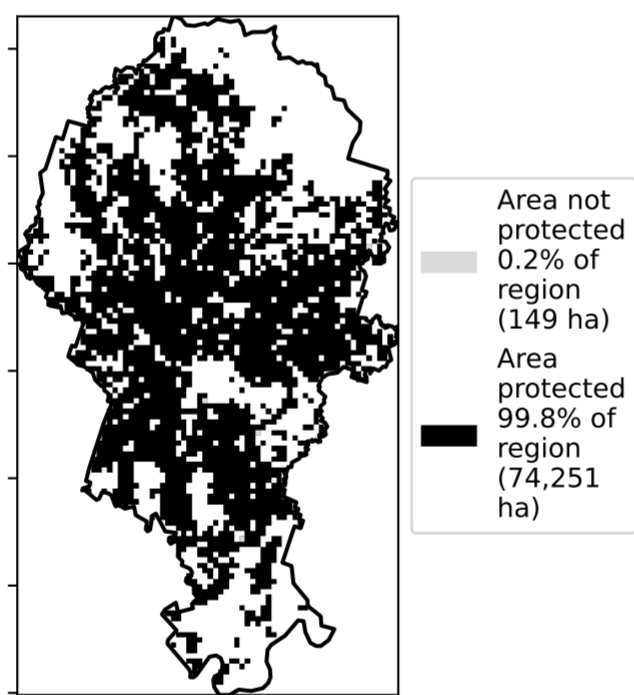 Area not
protected
0.2% of
region
(149 ha)
Area
protected
99.8% of
region
(74,251
ha)